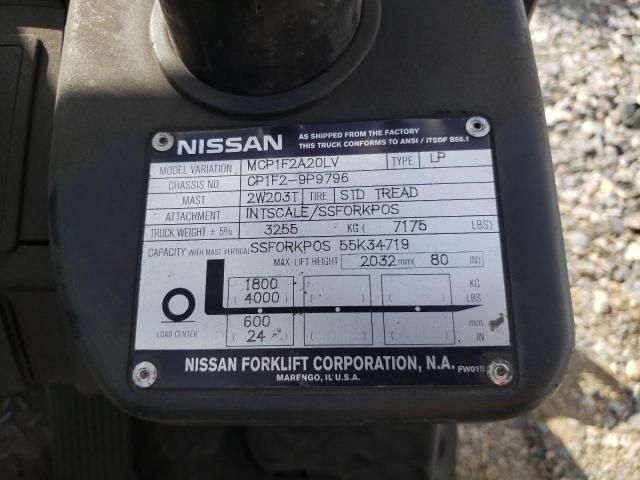 NISSAN
AS SHIPPED FROM THE FACTORY
THIS TRUCK CONFORMS TO ANSI / ITSDF B56.1
MODEL VARIATION MCP1F2A20LV TYPE LP
CHASSIS NO. CP1F2-9P9796
MAST 2W203T TIRE STD TREAD
ATTACHMENT INTSCALE/SSFORKPOS
TRUCK WEIGHT ± 5% 3255 KG ( 7175 LBS)
CAPACITY WITH MAST VERTICAL SSFORKPOS 55K34719
MAX. LIFT HEIGHT 2032 mm ( 80 IN)
1800 KG
( 4000 ) ( ) ( ) LBS
600 mm
LOAD CENTER ( 24 ) ( ) ( ) IN
NISSAN FORKLIFT CORPORATION, N.A.
MARENGO, IL U.S.A.